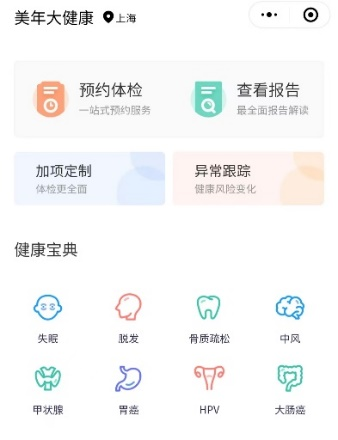 美年大健康 上海
预约体检 查看报告
一站式预约服务 最全面报告解读
加项定制 异常跟踪
体检更全面 健康风险变化
健康宝典
失眠 脱发 骨质疏松 中风
甲状腺 胃癌 HPV 大肠癌